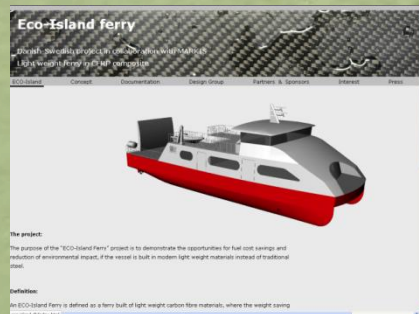 Eco-Island ferry
Danish-Swedish project in collaboration with MARKIS
Light weight ferry in CFRP composite
ECO-Island Concept Documentation Design Group Partners & Sponsors Interest Press
The project:
The purpose of the "ECO-Island Ferry" project is to demonstrate the opportunities for fuel cost savings and
reduction of environmental impact, if the vessel is built in modern light weight materials instead of traditional
steel.
Definition:
An ECO-Island Ferry is defined as a ferry built of light weight carbon fibre materials, where the weight saving